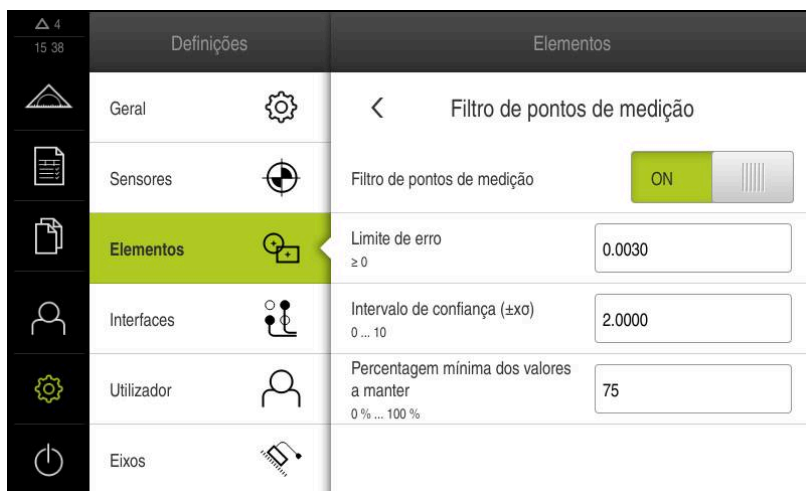 4
15 38
Definições
Elementos
Geral
Sensores
Elementos
Interfaces
Utilizador
Eixos
Filtro de pontos de medição
Filtro de pontos de medição
ON
Limite de erro
≥ 0
0.0030
Intervalo de confiança (±xσ)
0 ... 10
2.0000
Percentagem mínima dos valores
a manter
0 % ... 100 %
75